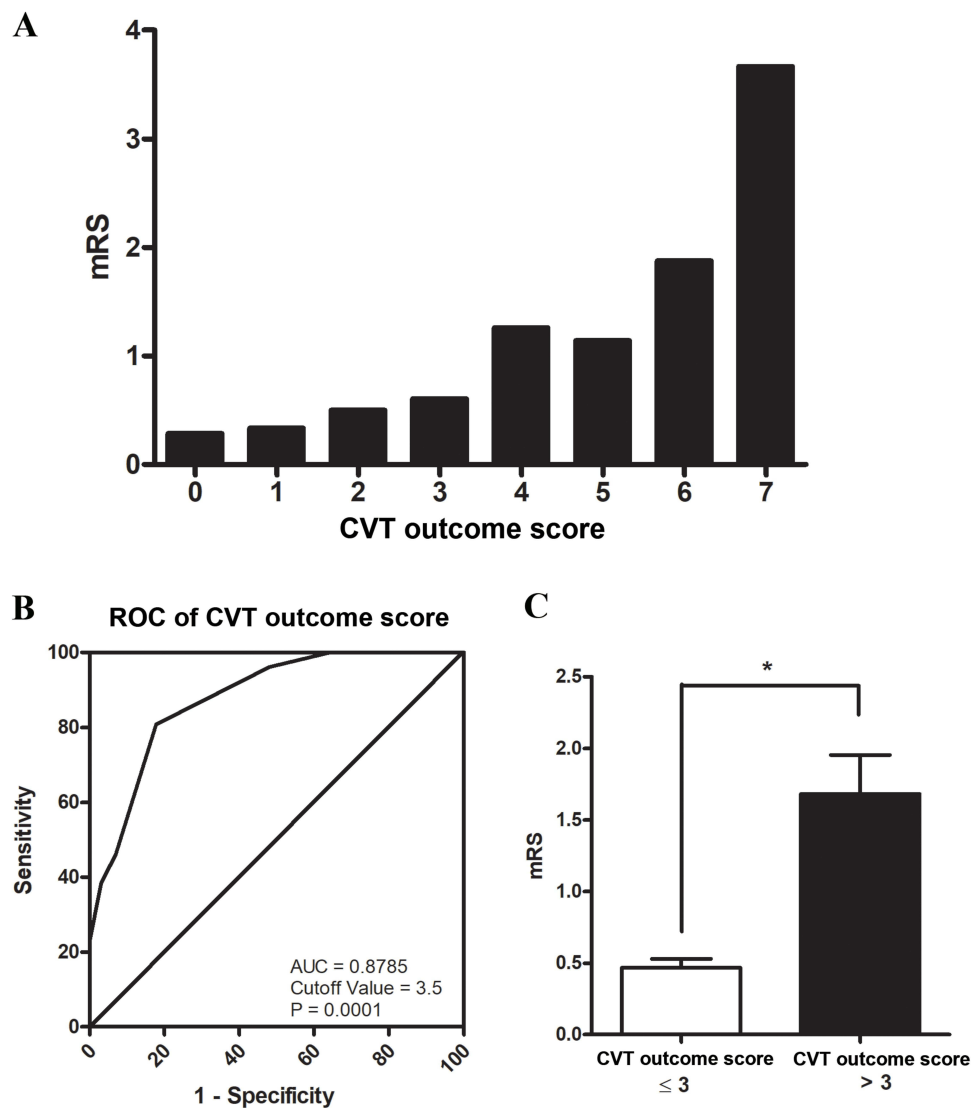 A
4
3
2
1
0
mRS
0 1 2 3 4 5 6 7
CVT outcome score
B
ROC of CVT outcome score
100
80
60
40
20
0
Sensitivity
AUC = 0.8785
Cutoff Value = 3.5
P = 0.0001
0 20 40 60 80 100
1 - Specificity
C
*
2.5
2.0
1.5
1.0
0.5
0.0
mRS
CVT outcome score CVT outcome score
≤ 3 > 3